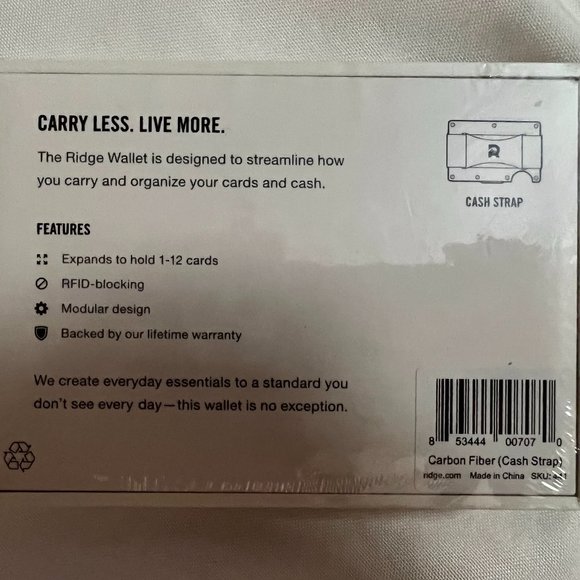 CARRY LESS. LIVE MORE.
The Ridge Wallet is designed to streamline how
you carry and organize your cards and cash.
CASH STRAP
FEATURES
Expands to hold 1-12 cards
RFID-blocking
Modular design
Backed by our lifetime warranty
We create everyday essentials to a standard you
don't see every day—this wallet is no exception.
8 53444 00707 0
Carbon Fiber (Cash Strap)
ridge.com Made in China SKU: